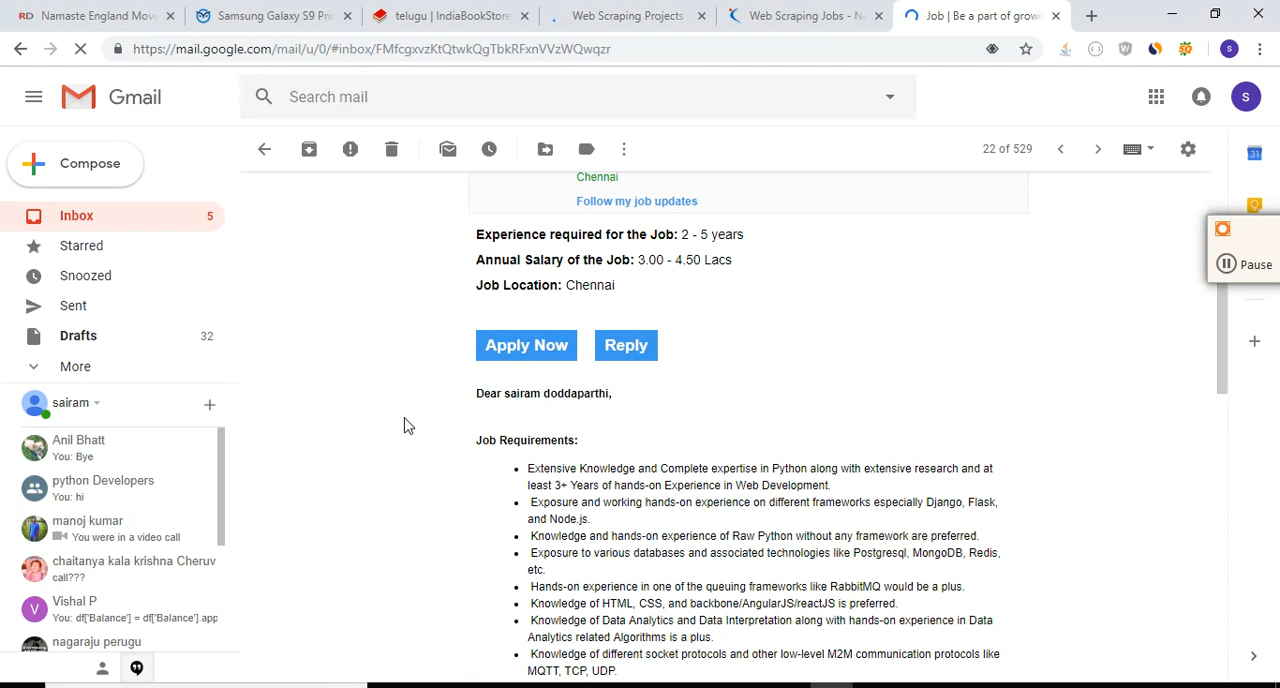 Namaste England Movi
Samsung Galaxy S9 Pric
telugu | IndiaBookStore
Web Scraping Projects
Web Scraping Jobs - Na
Job | Be a part of growi
https://mail.google.com/mail/u/0/#inbox/FMfcgxvzKtQtwkQgTbkRFxnVVzWQwqzr
Gmail
Search mail
S
Compose
22 of 529
Inbox 5
Starred
Snoozed
Sent
Drafts 32
More
sairam
Anil Bhatt
You: Bye
python Developers
You: hi
manoj kumar
You were in a video call
chaitanya kala krishna Cheruv
call???
Vishal P
You: df['Balance'] = df['Balance'].app
nagaraju perugu
Chennai
Follow my job updates
Experience required for the Job: 2 - 5 years
Annual Salary of the Job: 3.00 - 4.50 Lacs
Job Location: Chennai
Apply Now Reply
Dear sairam doddaparthi,
Job Requirements:
• Extensive Knowledge and Complete expertise in Python along with extensive research and at
least 3+ Years of hands-on Experience in Web Development.
• Exposure and working hands-on experience on different frameworks especially Django, Flask,
and Node.js.
• Knowledge and hands-on experience of Raw Python without any framework are preferred.
• Exposure to various databases and associated technologies like Postgresql, MongoDB, Redis,
etc.
• Hands-on experience in one of the queuing frameworks like RabbitMQ would be a plus.
• Knowledge of HTML, CSS, and backbone/AngularJS/reactJS is preferred.
• Knowledge of Data Analytics and Data Interpretation along with hands-on experience in Data
Analytics related Algorithms is a plus.
• Knowledge of different socket protocols and other low-level M2M communication protocols like
MQTT, TCP, UDP.
31
Pause